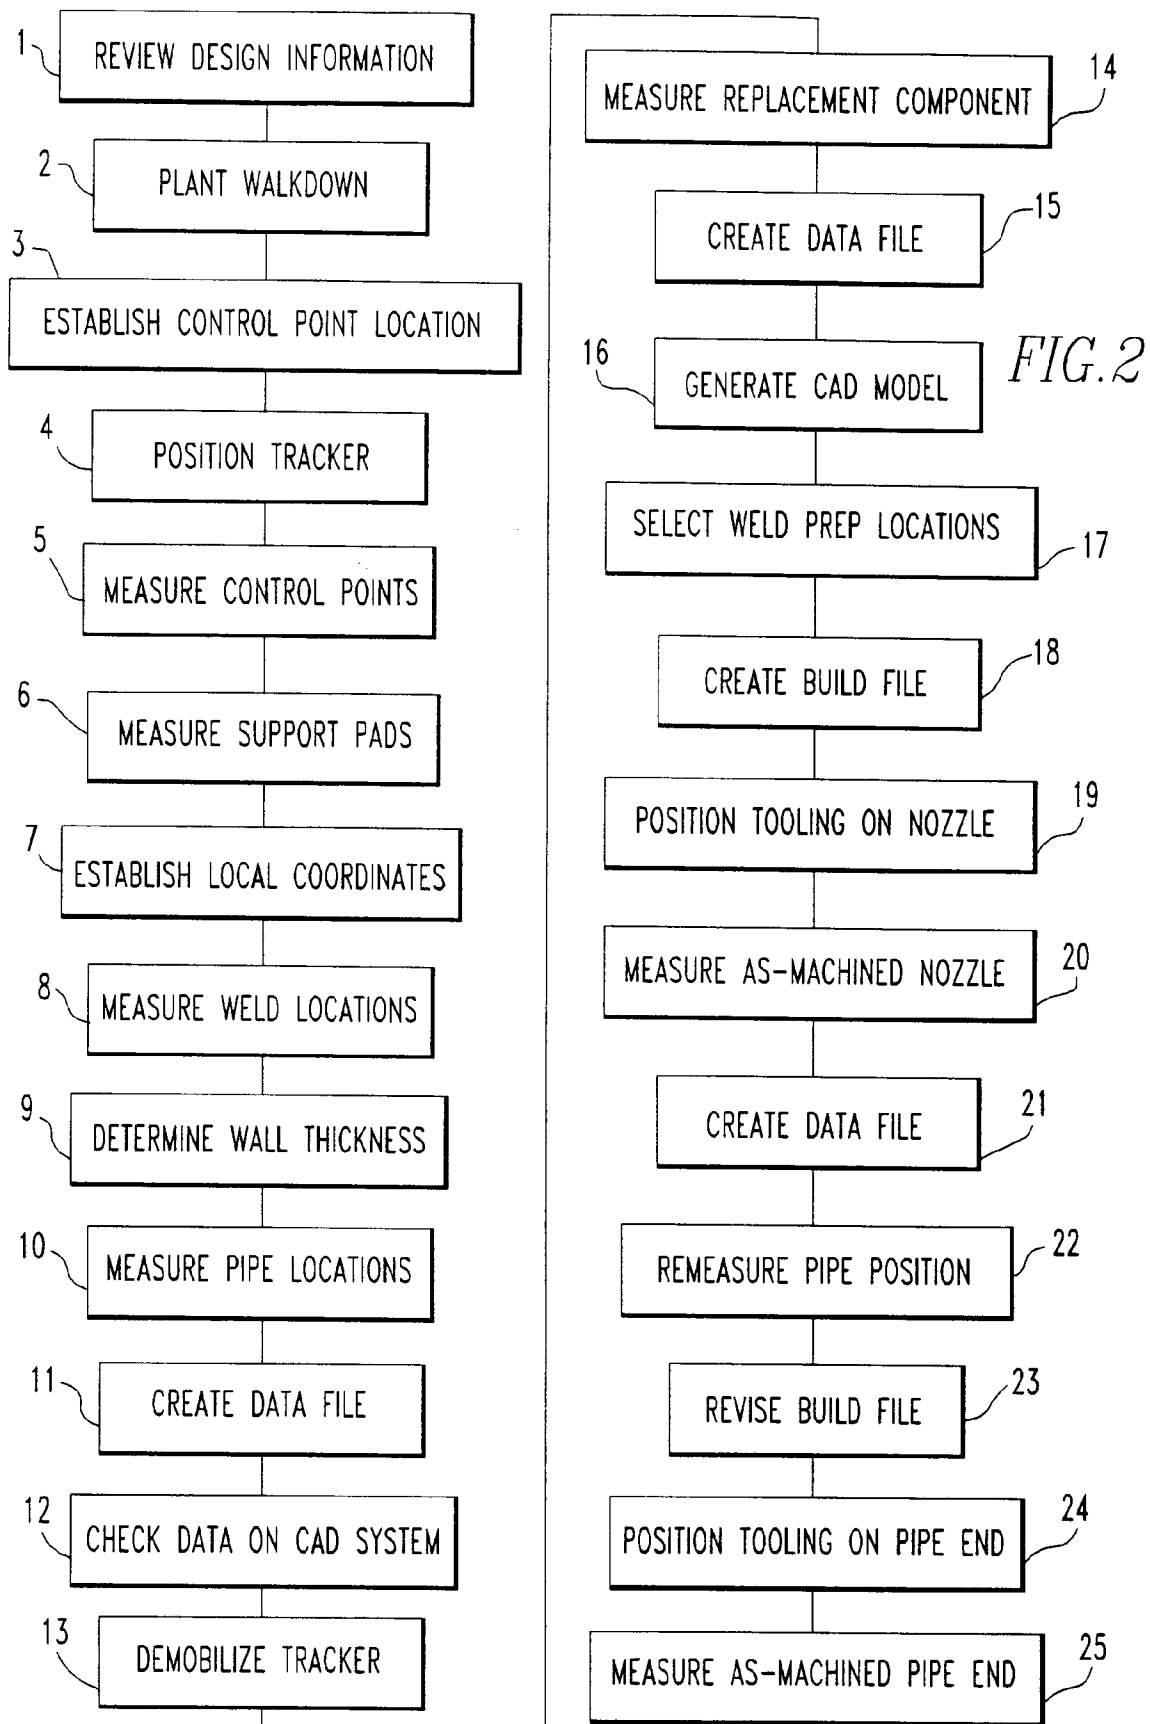 1
REVIEW DESIGN INFORMATION
2
PLANT WALKDOWN
3
ESTABLISH CONTROL POINT LOCATION
4
POSITION TRACKER
5
MEASURE CONTROL POINTS
6
MEASURE SUPPORT PADS
7
ESTABLISH LOCAL COORDINATES
8
MEASURE WELD LOCATIONS
9
DETERMINE WALL THICKNESS
10
MEASURE PIPE LOCATIONS
11
CREATE DATA FILE
12
CHECK DATA ON CAD SYSTEM
13
DEMOBILIZE TRACKER
MEASURE REPLACEMENT COMPONENT
14
CREATE DATA FILE
15
FIG.2
16
GENERATE CAD MODEL
SELECT WELD PREP LOCATIONS
17
CREATE BUILD FILE
18
POSITION TOOLING ON NOZZLE
19
MEASURE AS-MACHINED NOZZLE
20
CREATE DATA FILE
21
REMEASURE PIPE POSITION
22
REVISE BUILD FILE
23
POSITION TOOLING ON PIPE END
24
MEASURE AS-MACHINED PIPE END
25